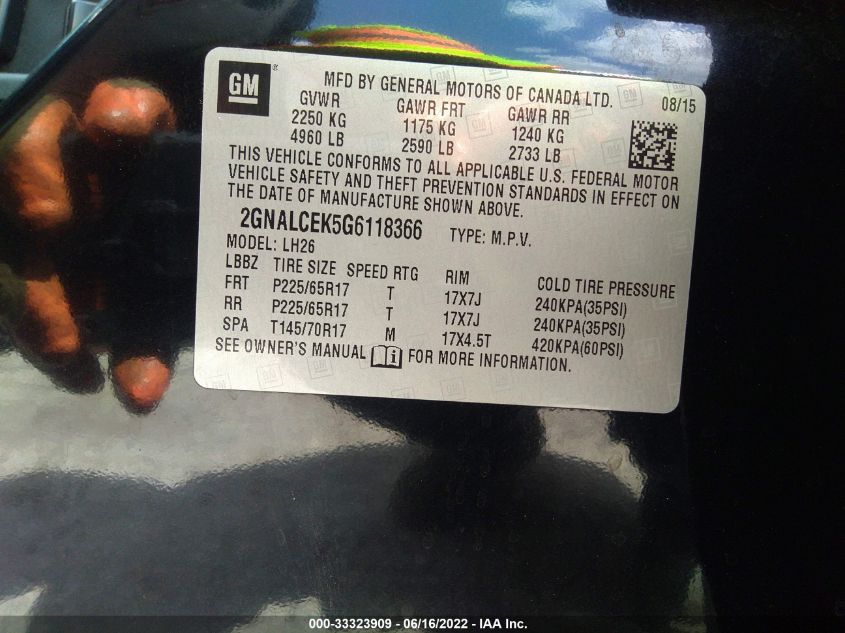 GM ® MFD BY GENERAL MOTORS OF CANADA LTD. 08/15
GVWR GAWR FRT GAWR RR
2250 KG 1175 KG 1240 KG
4960 LB 2590 LB 2733 LB
THIS VEHICLE CONFORMS TO ALL APPLICABLE U.S. FEDERAL MOTOR
VEHICLE SAFETY AND THEFT PREVENTION STANDARDS IN EFFECT ON
THE DATE OF MANUFACTURE SHOWN ABOVE.
2GNALCEK5G6118366 TYPE: M.P.V.
MODEL: LH26
LBBZ TIRE SIZE SPEED RTG RIM COLD TIRE PRESSURE
FRT P225/65R17 T 17X7J 240KPA(35PSI)
RR P225/65R17 T 17X7J 240KPA(35PSI)
SPA T145/70R17 M 17X4.5T 420KPA(60PSI)
SEE OWNER'S MANUAL i FOR MORE INFORMATION.
000-33323909 - 06/16/2022 - IAA Inc.